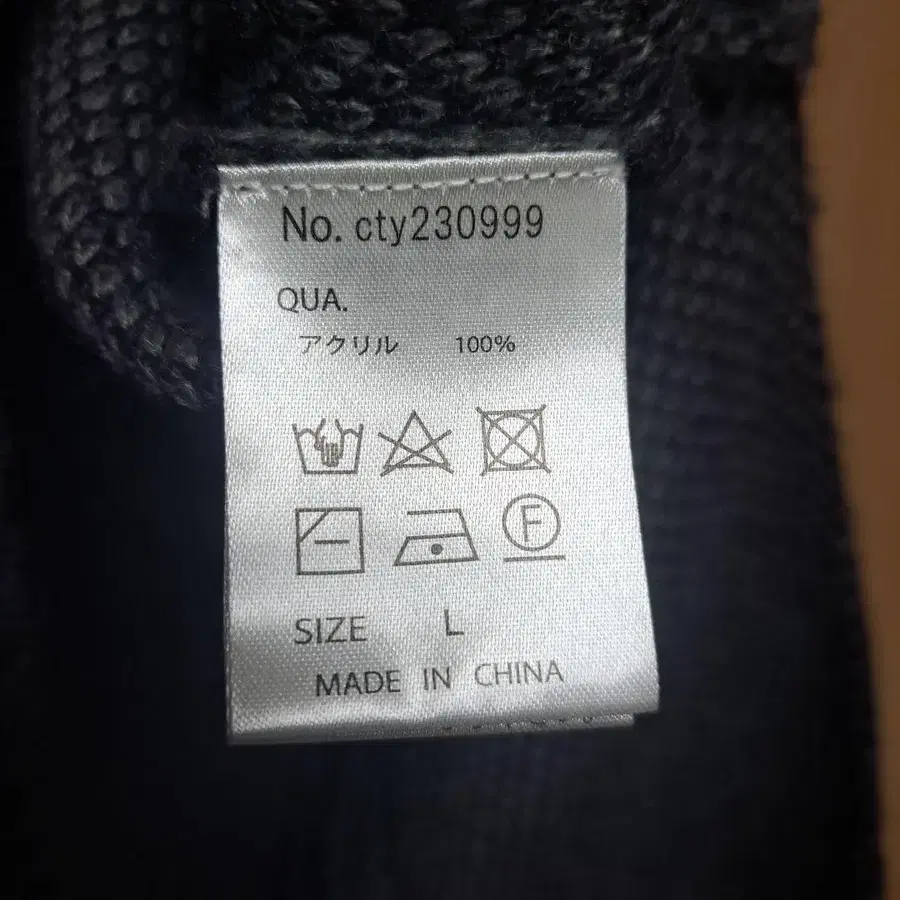 No. cty230999
QUA.
アクリル 100%
F
SIZE L
MADE IN CHINA